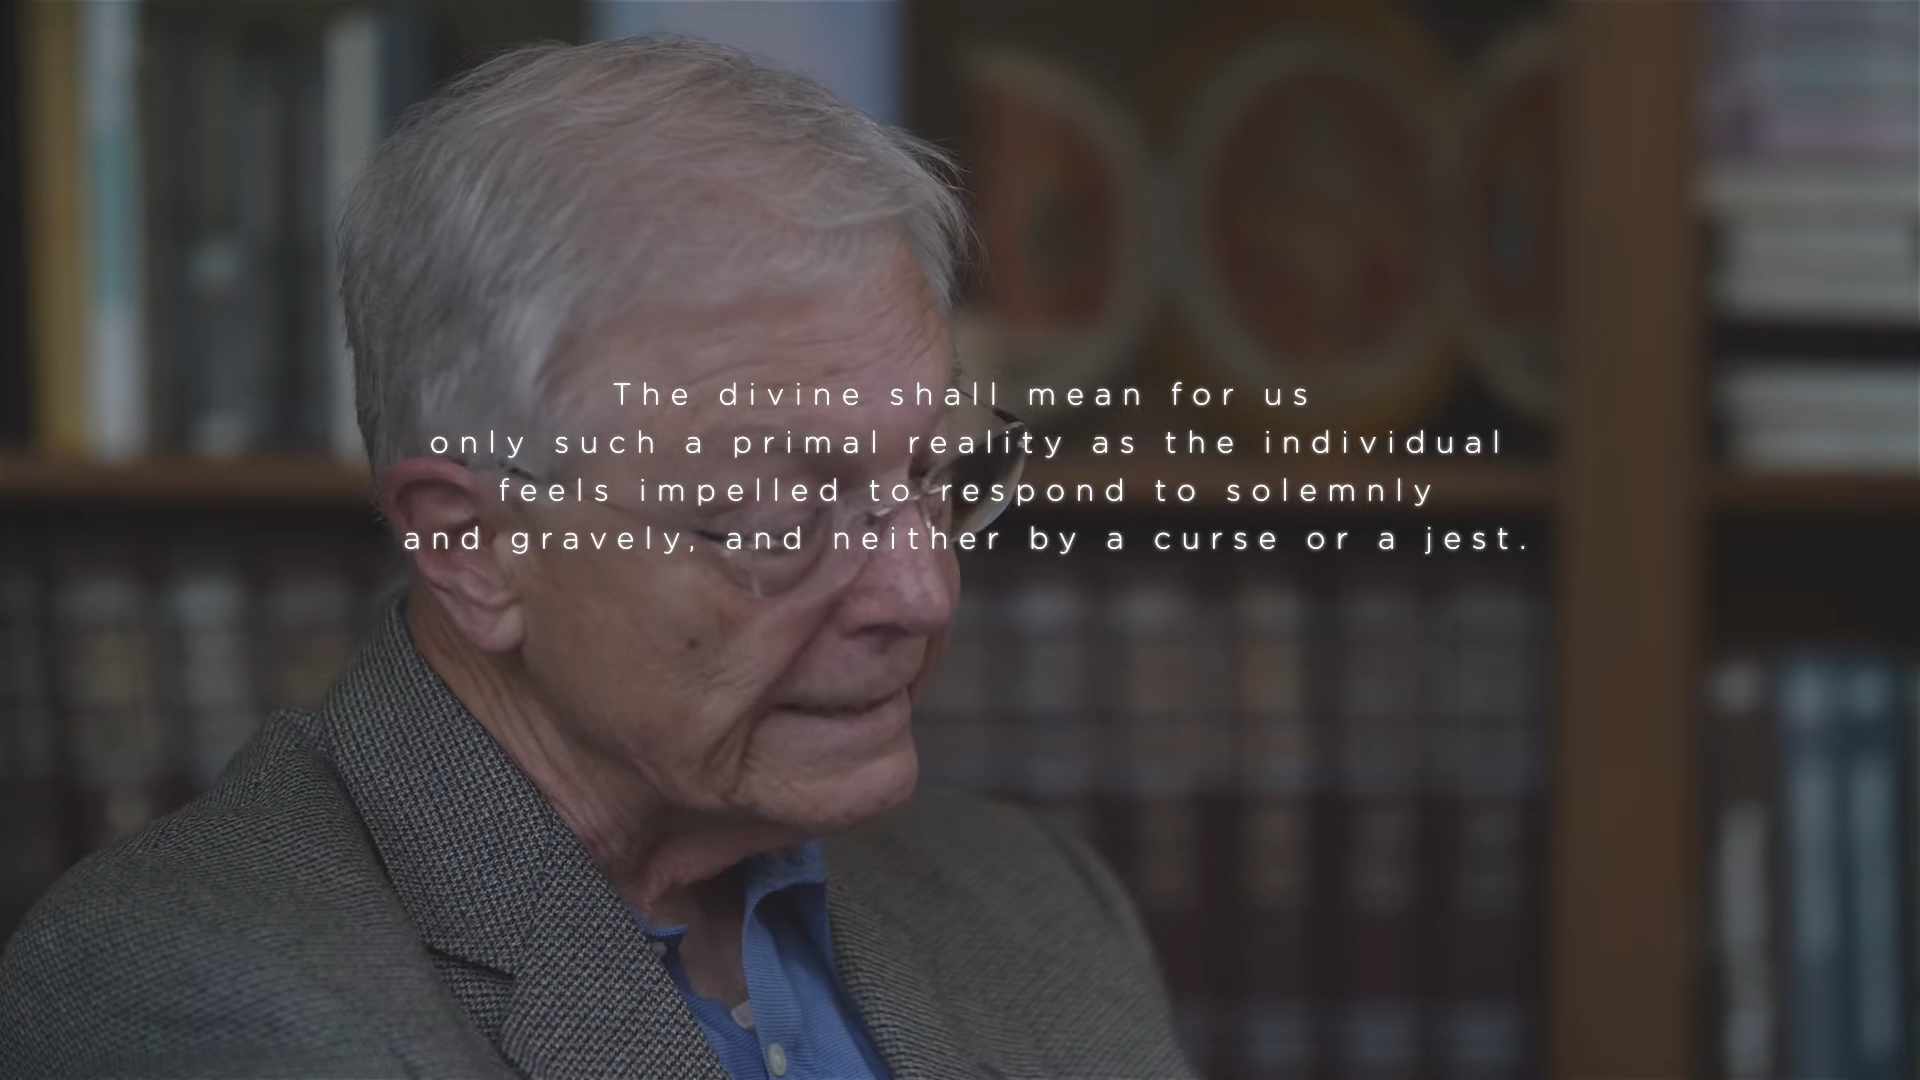 The divine shall mean for us
only such a primal reality as the individual
feels impelled to respond to solemnly
and gravely, and neither by a curse or a jest.